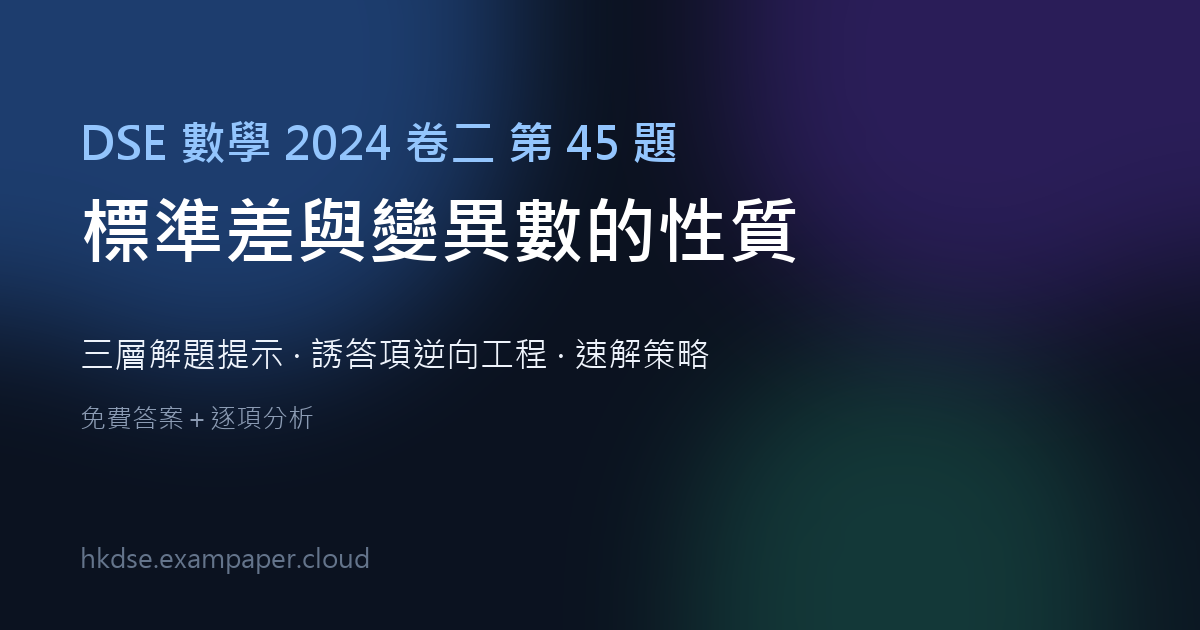 DSE 數學 2024 卷二 第 45 題
標準差與變異數的性質
三層解題提示 · 誘答項逆向工程 · 速解策略
免費答案 + 逐項分析
hkdse.exampaper.cloud